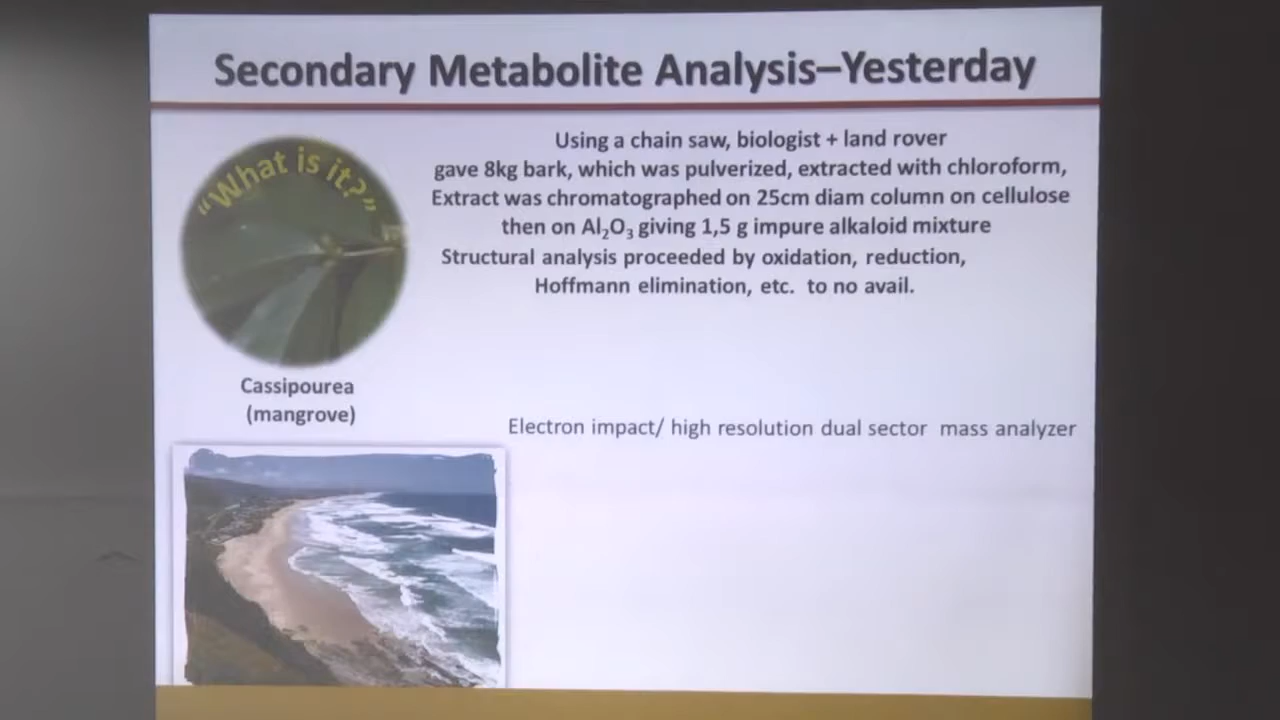 Secondary Metabolite Analysis–Yesterday
"What is it?"
Using a chain saw, biologist + land rover
gave 8kg bark, which was pulverized, extracted with chloroform,
Extract was chromatographed on 25cm diam column on cellulose
then on Al₂O₃ giving 1,5 g impure alkaloid mixture
Structural analysis proceeded by oxidation, reduction,
Hoffmann elimination, etc. to no avail.
Cassipourea
(mangrove)
Electron impact/ high resolution dual sector mass analyzer